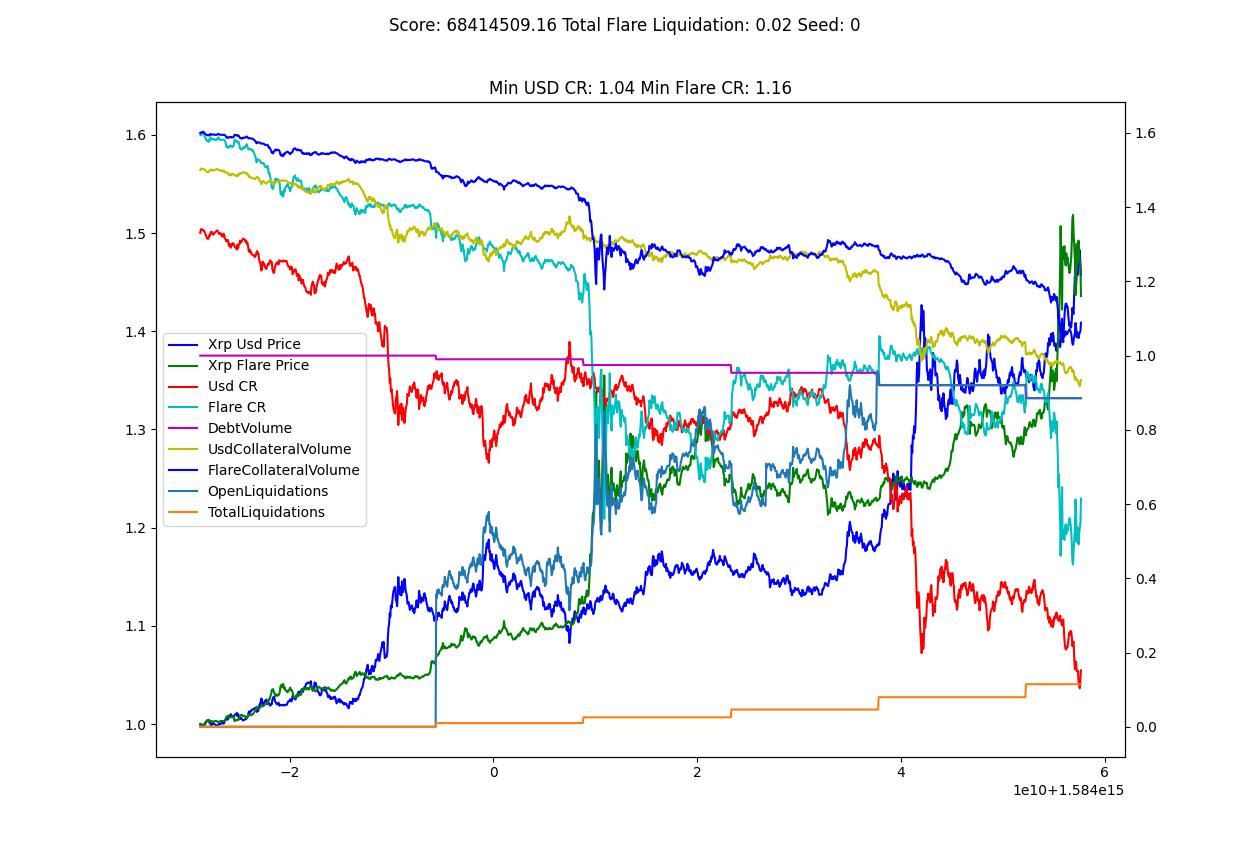 Score: 68414509.16 Total Flare Liquidation: 0.02 Seed: 0
Min USD CR: 1.04 Min Flare CR: 1.16
1.6
1.5
1.4
1.3
1.2
1.1
1.0
Xrp Usd Price
Xrp Flare Price
Usd CR
Flare CR
DebtVolume
UsdCollateralVolume
FlareCollateralVolume
OpenLiquidations
TotalLiquidations
1.6
1.4
1.2
1.0
0.8
0.6
0.4
0.2
0.0
−2 0 2 4 6
1e10+1.584e15